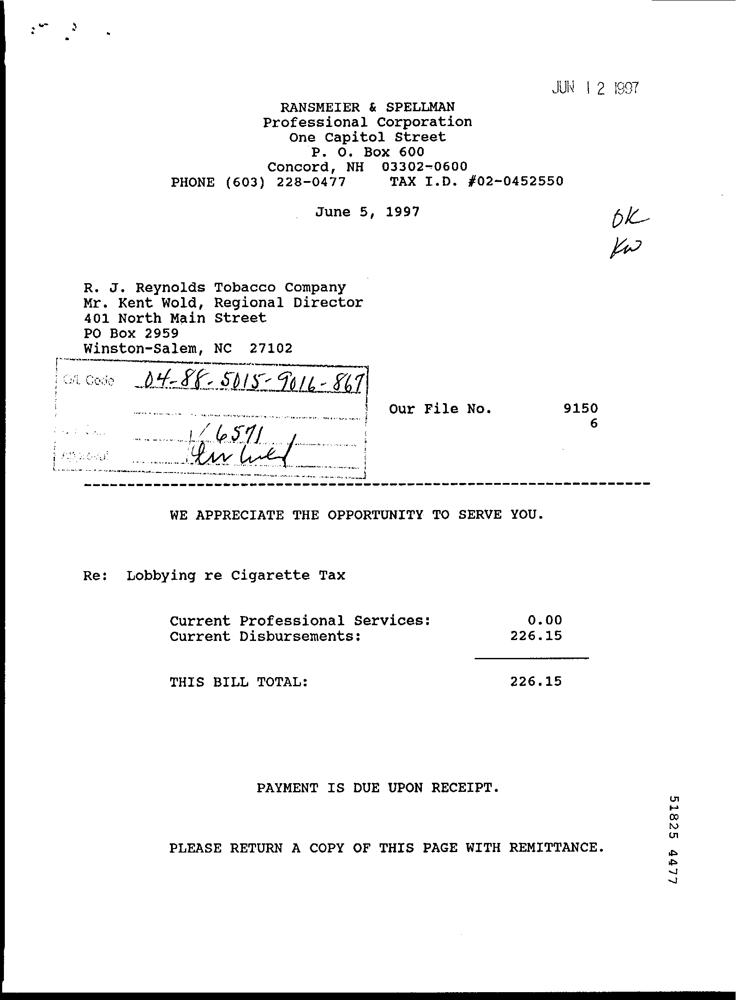 JUN 12 1997
RANSMEIER & SPELLMAN
Professional Corporation
One Capitol Street
P. O. Box 600
Concord, NH 03302-0600
PHONE (603) 228-0477 TAX I.D. #02-0452550
June 5, 1997
OK
KW
R. J. Reynolds Tobacco Company
Mr. Kent Wold, Regional Director
401 North Main Street
PO Box 2959
Winston-Salem, NC 27102
G/L Code 04-88-5015-9016-867
Our File No. 9150
6
6571
Approval
WE APPRECIATE THE OPPORTUNITY TO SERVE YOU.
Re: Lobbying re Cigarette Tax
Current Professional Services: 0.00
Current Disbursements: 226.15
THIS BILL TOTAL: 226.15
PAYMENT IS DUE UPON RECEIPT.
PLEASE RETURN A COPY OF THIS PAGE WITH REMITTANCE.
51825 4477